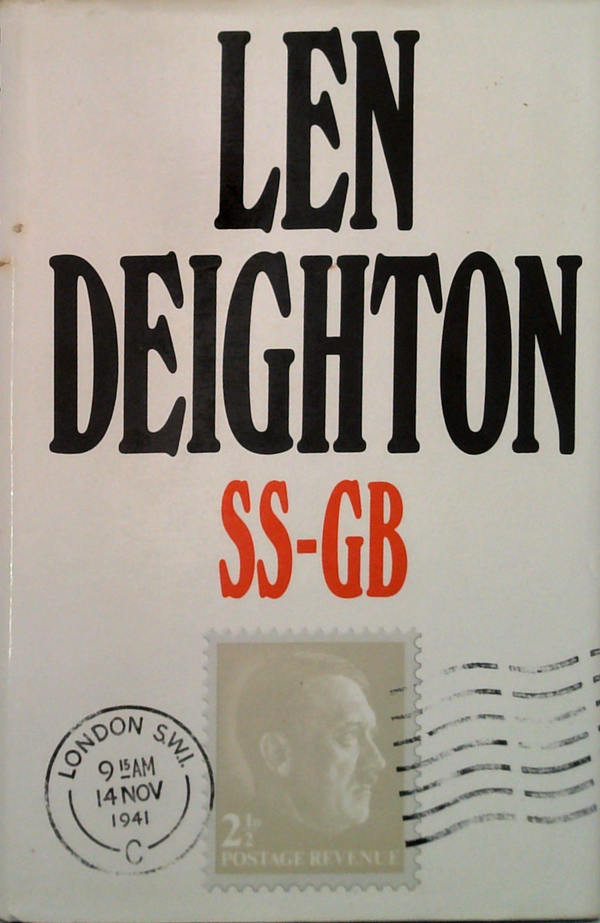 LEN
DEIGHTON
SS-GB
LONDON S.W.1.
9 15 AM
14 NOV
1941
C
2½D
POSTAGE REVENUE